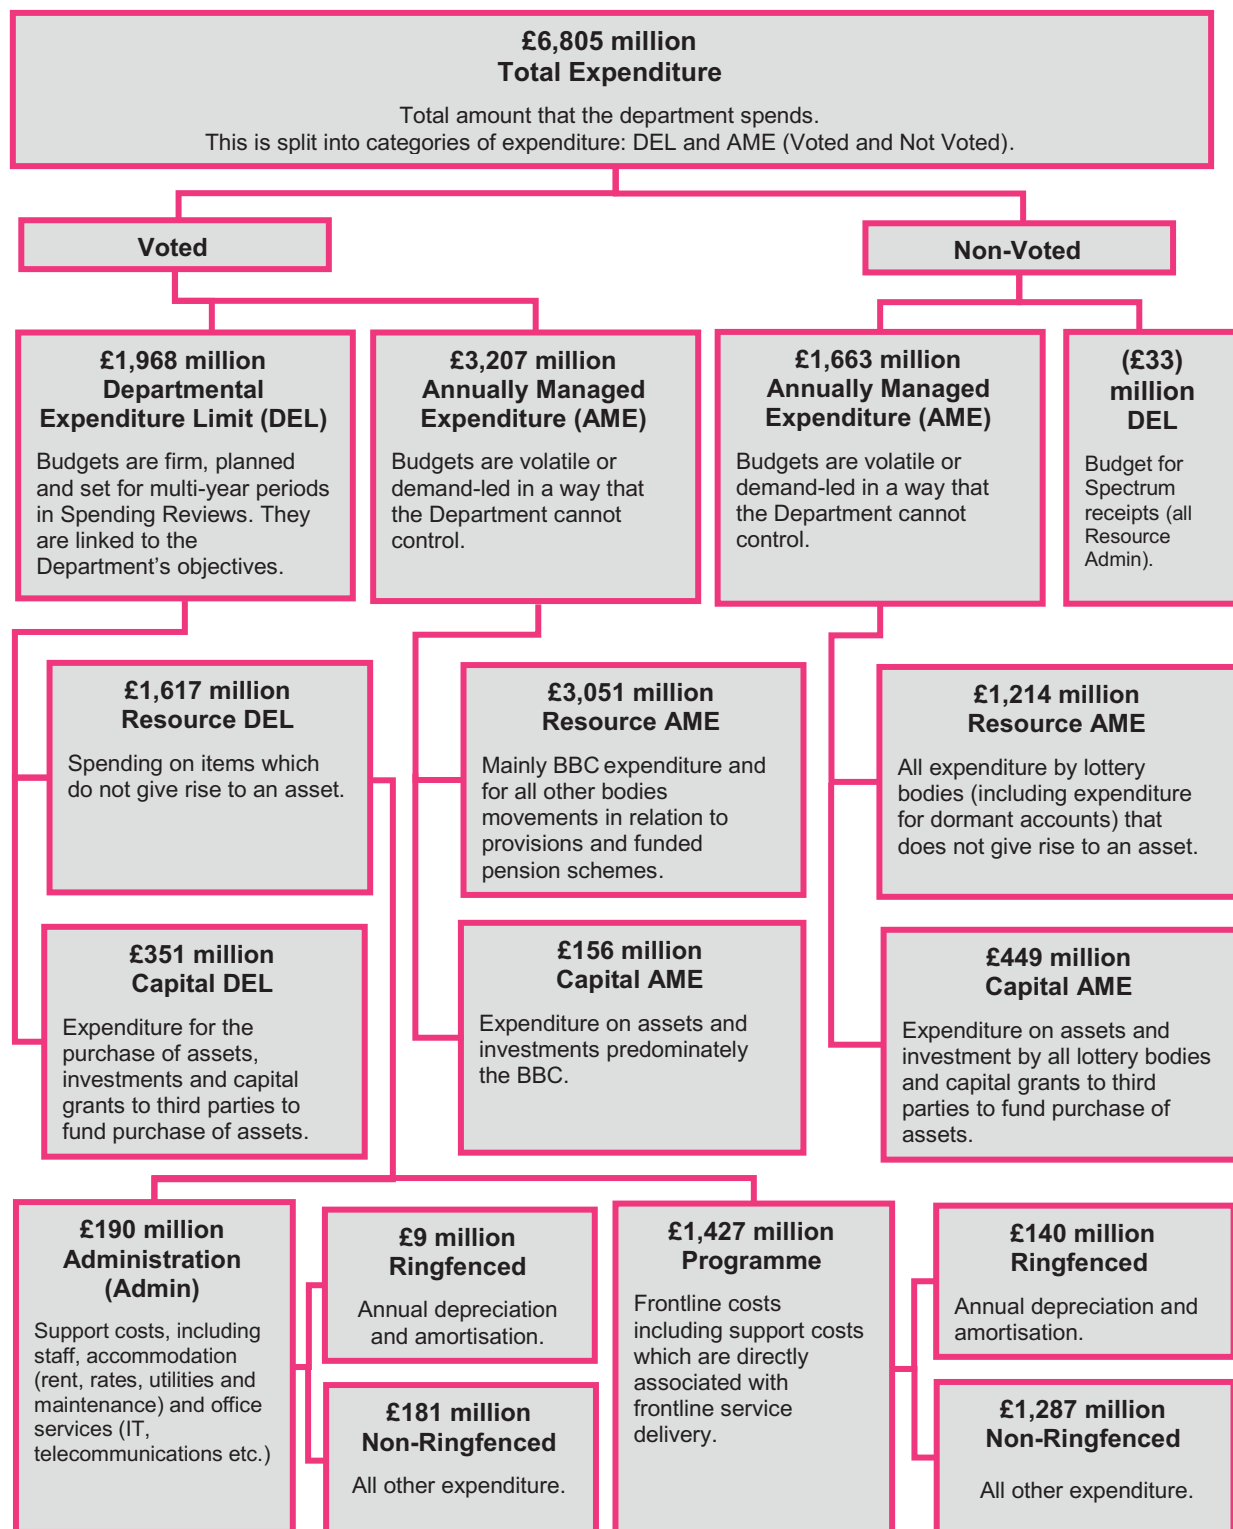 £6,805 million
Total Expenditure
Total amount that the department spends.
This is split into categories of expenditure: DEL and AME (Voted and Not Voted).
Voted
Non-Voted
£1,968 million
Departmental
Expenditure Limit (DEL)
Budgets are firm, planned
and set for multi-year periods
in Spending Reviews. They
are linked to the
Department's objectives.
£3,207 million
Annually Managed
Expenditure (AME)
Budgets are volatile or
demand-led in a way that
the Department cannot
control.
£1,663 million
Annually Managed
Expenditure (AME)
Budgets are volatile or
demand-led in a way that
the Department cannot
control.
(£33)
million
DEL
Budget for
Spectrum
receipts (all
Resource
Admin).
£1,617 million
Resource DEL
Spending on items which
do not give rise to an asset.
£3,051 million
Resource AME
Mainly BBC expenditure and
for all other bodies
movements in relation to
provisions and funded
pension schemes.
£1,214 million
Resource AME
All expenditure by lottery
bodies (including expenditure
for dormant accounts) that
does not give rise to an asset.
£351 million
Capital DEL
Expenditure for the
purchase of assets,
investments and capital
grants to third parties to
fund purchase of assets.
£156 million
Capital AME
Expenditure on assets and
investments predominately
the BBC.
£449 million
Capital AME
Expenditure on assets and
investment by all lottery bodies
and capital grants to third
parties to fund purchase of
assets.
£190 million
Administration
(Admin)
Support costs, including
staff, accommodation
(rent, rates, utilities and
maintenance) and office
services (IT,
telecommunications etc.)
£9 million
Ringfenced
Annual depreciation
and amortisation.
£181 million
Non-Ringfenced
All other expenditure.
£1,427 million
Programme
Frontline costs
including support costs
which are directly
associated with
frontline service
delivery.
£140 million
Ringfenced
Annual depreciation and
amortisation.
£1,287 million
Non-Ringfenced
All other expenditure.